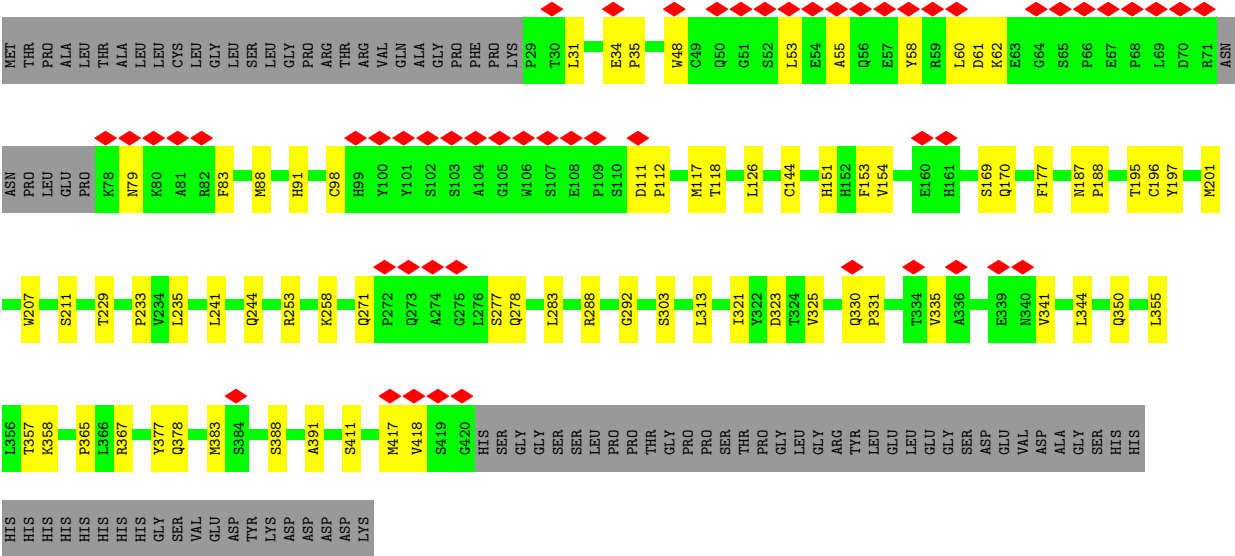 MET THR PRO ALA LEU THR ALA LEU LEU CYS LEU GLY LEU SER LEU GLY PRO ARG THR ARG VAL GLN ALA GLY PRO PHE PRO LYS P29 T30 L31 E34 P35 W48 C49 Q50 G51 S52 L53 E54 A55 Q56 E57 Y58 R59 L60 D61 K62 E63 G64 S65 P66 E67 P68 L69 D70 R71 ASN
ASN PRO LEU GLU PRO K78 N79 K80 A81 R82 F83 M88 H91 C98 H99 Y100 Y101 S102 S103 A104 G105 W106 S107 E108 P109 S110 D111 P112 M117 T118 L126 C144 H151 H152 F153 V154 E160 H161 S169 Q170 F177 N187 P188 T195 C196 Y197 M201
W207 S211 T229 P233 V234 L235 L241 Q244 R253 K258 Q271 P272 Q273 A274 G275 L276 S277 Q278 L283 R288 G292 S303 L313 I321 Y322 D323 T324 V325 Q330 P331 T334 V335 A336 E339 N340 V341 L344 Q350 L355
L356 T357 K358 P365 L366 R367 Y377 Q378 M383 S384 S388 A391 S411 M417 V418 S419 G420 HIS SER GLY GLY SER SER LEU PRO PRO THR GLY PRO PRO SER THR PRO GLY LEU GLY ARG TYR LEU GLU LEU GLU GLY SER ASP GLU VAL ASP ALA GLY SER HIS HIS
HIS HIS HIS HIS HIS HIS HIS HIS GLY SER VAL GLU ASP TYR LYS ASP ASP ASP ASP LYS